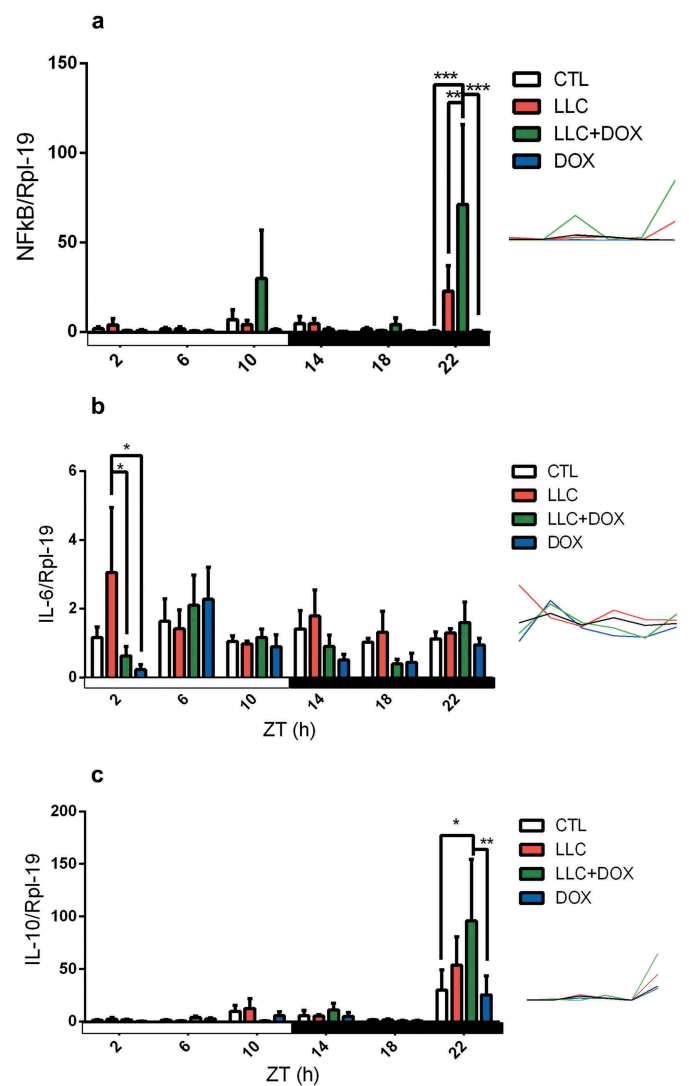 a
NFkB/Rpl-19
150
100
50
0
*** ***
**
CTL
LLC
LLC+DOX
DOX
2 6 10 14 18 22
b
IL-6/Rpl-19
6
4
2
0
*
*
CTL
LLC
LLC+DOX
DOX
2 6 10 14 18 22
ZT (h)
c
IL-10/Rpl-19
200
150
100
50
0
*
**
CTL
LLC
LLC+DOX
DOX
2 6 10 14 18 22
ZT (h)